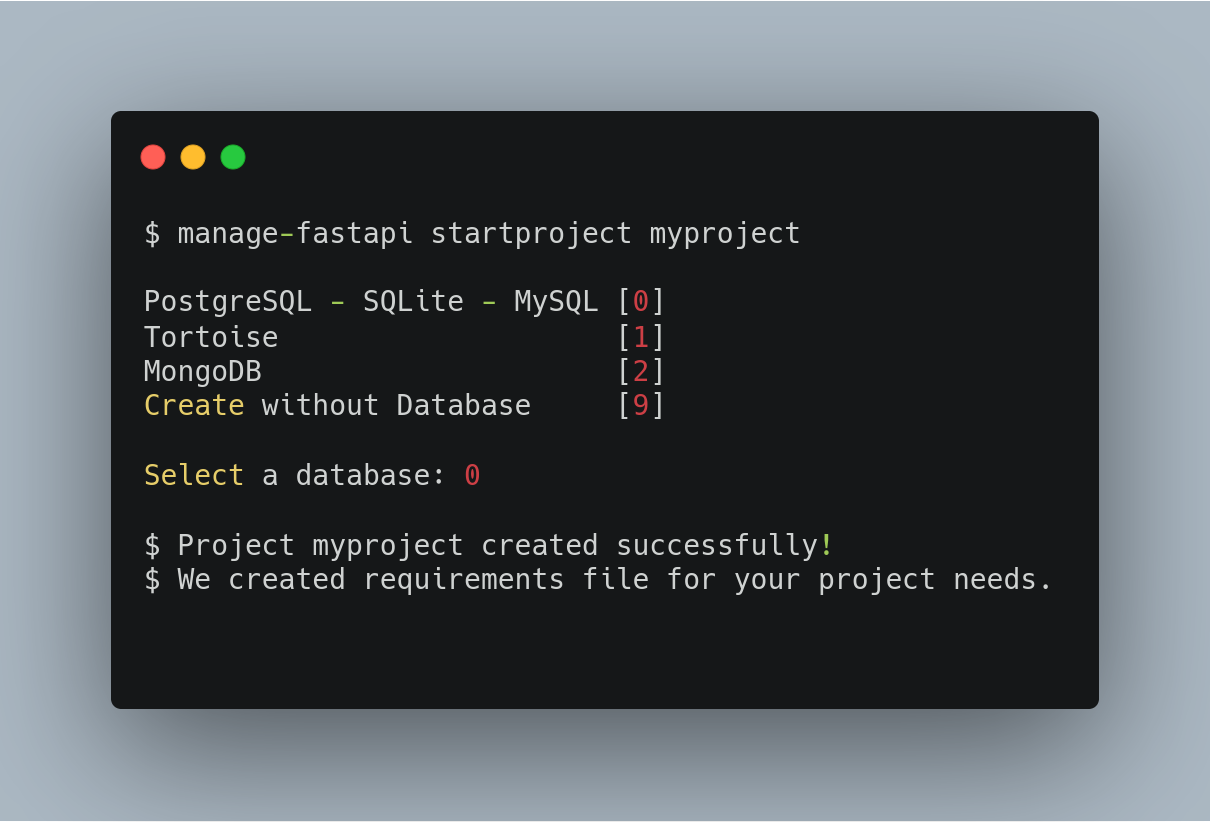 $ manage-fastapi startproject myproject
PostgreSQL - SQLite - MySQL [0]
Tortoise                    [1]
MongoDB                     [2]
Create without Database     [9]
Select a database: 0
$ Project myproject created successfully!
$ We created requirements file for your project needs.